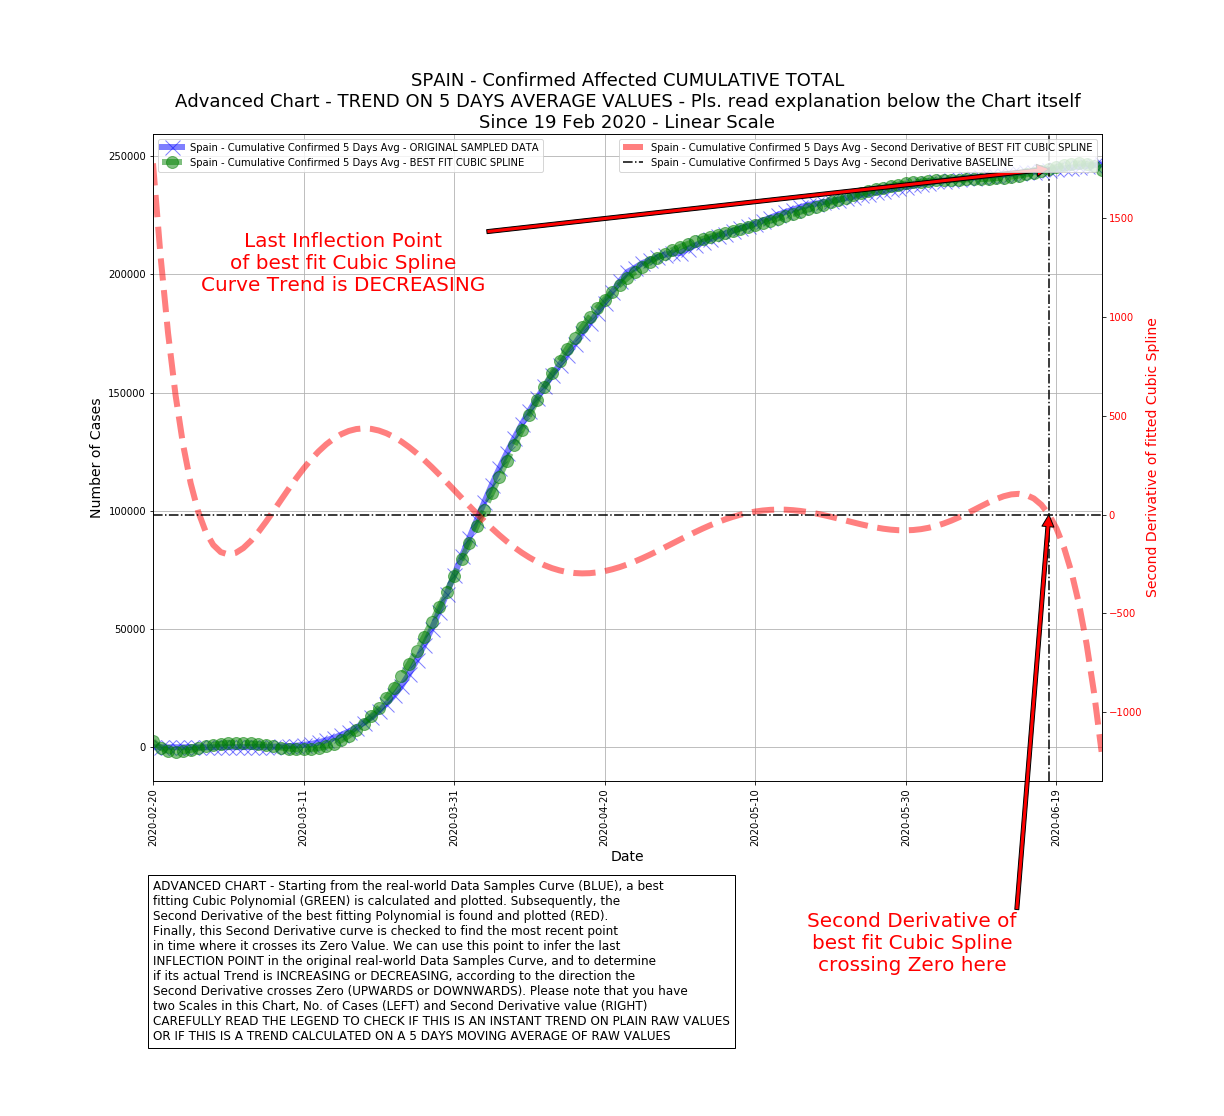 SPAIN - Confirmed Affected CUMULATIVE TOTAL
Advanced Chart - TREND ON 5 DAYS AVERAGE VALUES - Pls. read explanation below the Chart itself
Since 19 Feb 2020 - Linear Scale
Spain - Cumulative Confirmed 5 Days Avg - ORIGINAL SAMPLED DATA
Spain - Cumulative Confirmed 5 Days Avg - BEST FIT CUBIC SPLINE
Spain - Cumulative Confirmed 5 Days Avg - Second Derivative of BEST FIT CUBIC SPLINE
Spain - Cumulative Confirmed 5 Days Avg - Second Derivative BASELINE
Last Inflection Point
of best fit Cubic Spline
Curve Trend is DECREASING
Number of Cases
250000
200000
150000
100000
50000
0
1500
1000
500
0
−500
−1000
Second Derivative of fitted Cubic Spline
2020-02-20
2020-03-11
2020-03-31
2020-04-20
2020-05-10
2020-05-30
2020-06-19
Date
ADVANCED CHART - Starting from the real-world Data Samples Curve (BLUE), a best
fitting Cubic Polynomial (GREEN) is calculated and plotted. Subsequently, the
Second Derivative of the best fitting Polynomial is found and plotted (RED).
Finally, this Second Derivative curve is checked to find the most recent point
in time where it crosses its Zero Value. We can use this point to infer the last
INFLECTION POINT in the original real-world Data Samples Curve, and to determine
if its actual Trend is INCREASING or DECREASING, according to the direction the
Second Derivative crosses Zero (UPWARDS or DOWNWARDS). Please note that you have
two Scales in this Chart, No. of Cases (LEFT) and Second Derivative value (RIGHT)
CAREFULLY READ THE LEGEND TO CHECK IF THIS IS AN INSTANT TREND ON PLAIN RAW VALUES
OR IF THIS IS A TREND CALCULATED ON A 5 DAYS MOVING AVERAGE OF RAW VALUES
Second Derivative of
best fit Cubic Spline
crossing Zero here